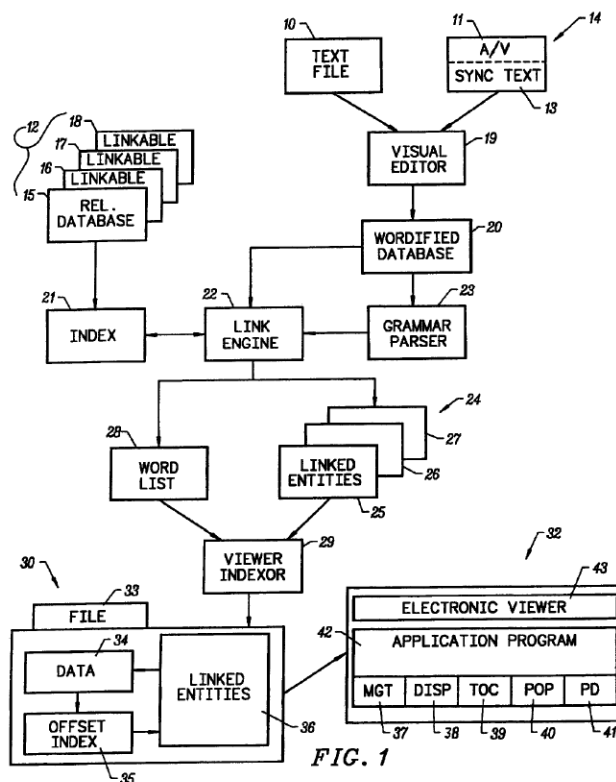 10
TEXT
FILE
11
A/V
SYNC TEXT
13
14
12
18
LINKABLE
17
LINKABLE
16
LINKABLE
15
REL.
DATABASE
VISUAL
EDITOR
19
WORDIFIED
DATABASE
20
21
INDEX
22
LINK
ENGINE
23
GRAMMAR
PARSER
24
27
26
LINKED
ENTITIES
25
28
WORD
LIST
VIEWER
INDEXOR
29
30
33
FILE
34
DATA
LINKED
ENTITIES
36
OFFSET
INDEX
35
32
43
ELECTRONIC VIEWER
42
APPLICATION PROGRAM
MGT DISP TOC POP PD
37 38 39 40 41
FIG. 1